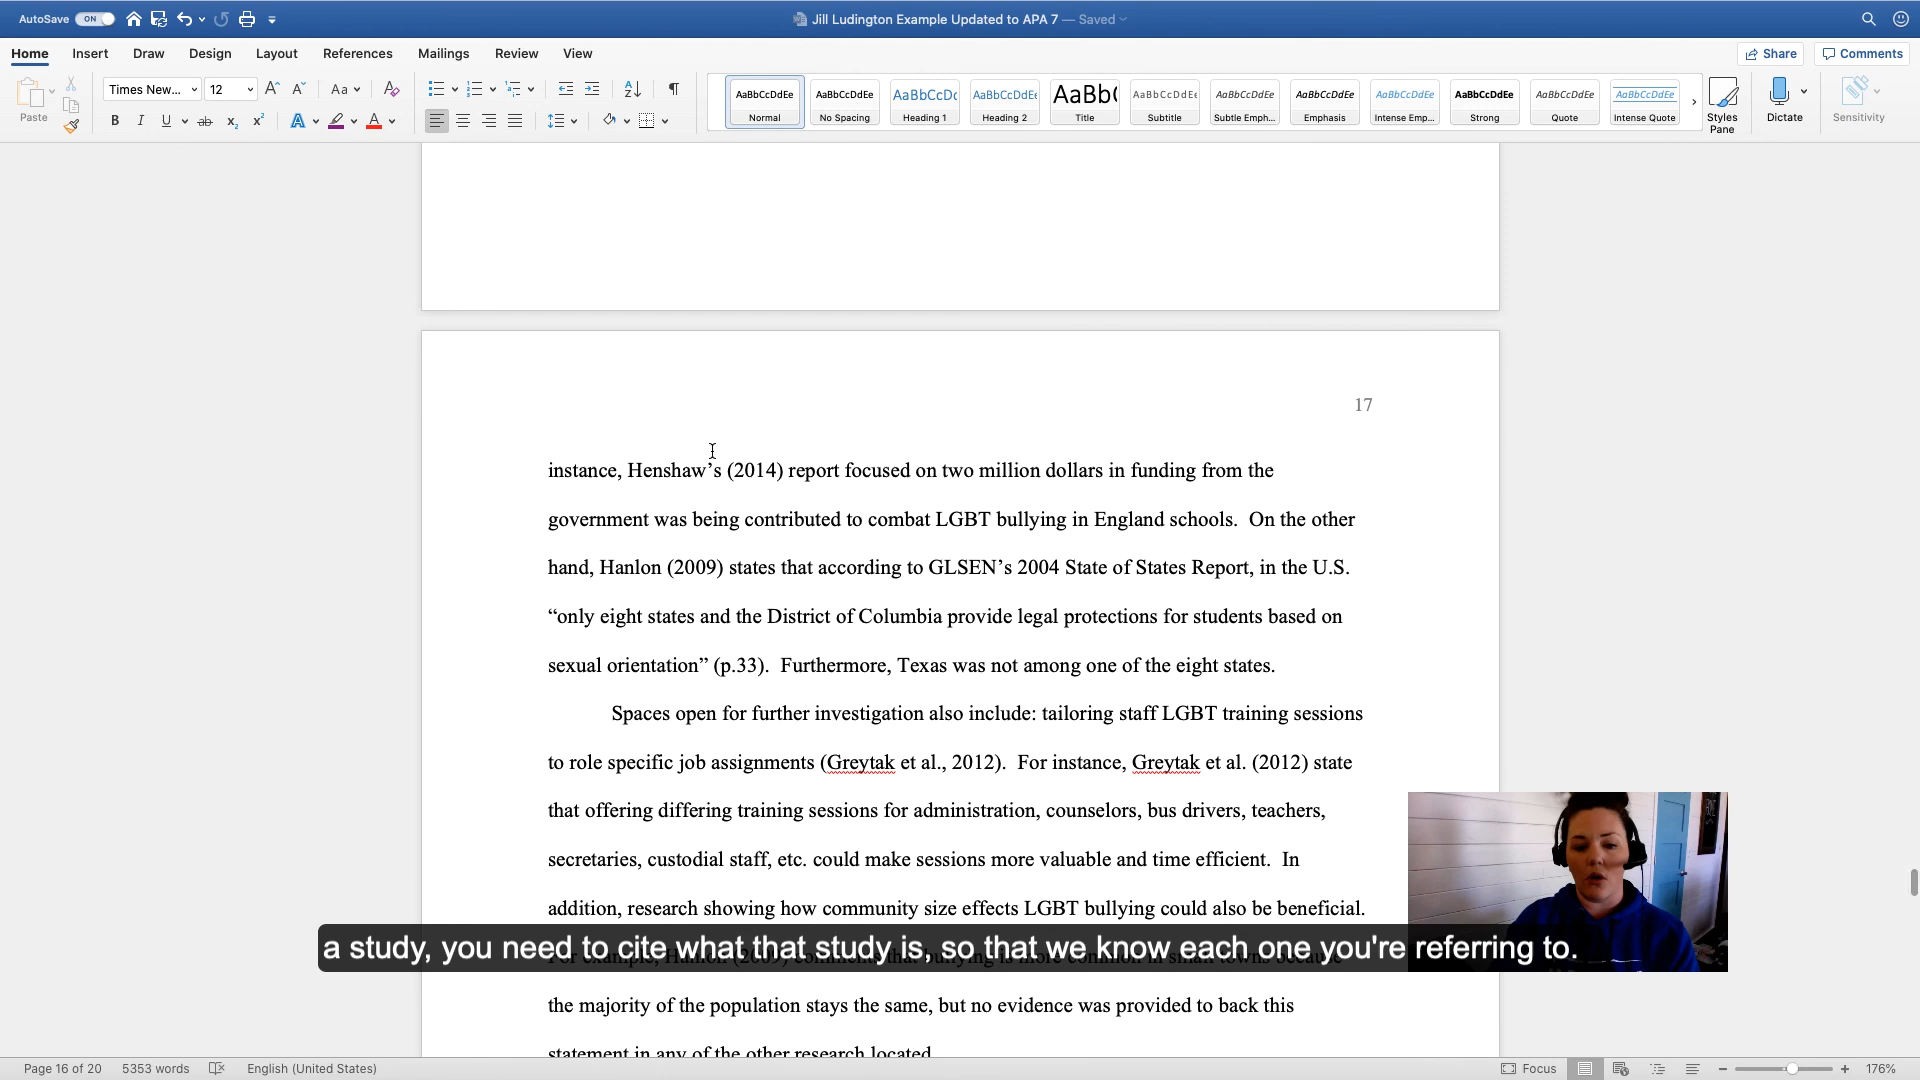 AutoSave ON Jill Ludington Example Updated to APA 7 — Saved
Home Insert Draw Design Layout References Mailings Review View Share Comments
Paste Times New... 12 Aa
AaBbCcDdEe AaBbCcDdEe AaBbCcDc AaBbCcDdEe AaBb( AaBbCcDdEe AaBbCcDdEe AaBbCcDdEe AaBbCcDdEe AaBbCcDdEe AaBbCcDdEe AaBbCcDdEe
Normal No Spacing Heading 1 Heading 2 Title Subtitle Subtle Emph... Emphasis Intense Emp... Strong Quote Intense Quote
Styles Pane Dictate Sensitivity
17
instance, Henshaw’s (2014) report focused on two million dollars in funding from the
government was being contributed to combat LGBT bullying in England schools.  On the other
hand, Hanlon (2009) states that according to GLSEN’s 2004 State of States Report, in the U.S.
“only eight states and the District of Columbia provide legal protections for students based on
sexual orientation” (p.33).  Furthermore, Texas was not among one of the eight states.
Spaces open for further investigation also include: tailoring staff LGBT training sessions
to role specific job assignments (Greytak et al., 2012).  For instance, Greytak et al. (2012) state
that offering differing training sessions for administration, counselors, bus drivers, teachers,
secretaries, custodial staff, etc. could make sessions more valuable and time efficient.  In
addition, research showing how community size effects LGBT bullying could also be beneficial.
a study, you need to cite what that study is, so that we know each one you're referring to.
the majority of the population stays the same, but no evidence was provided to back this
statement in any of the other research located.
Page 16 of 20 5353 words English (United States) Focus 176%